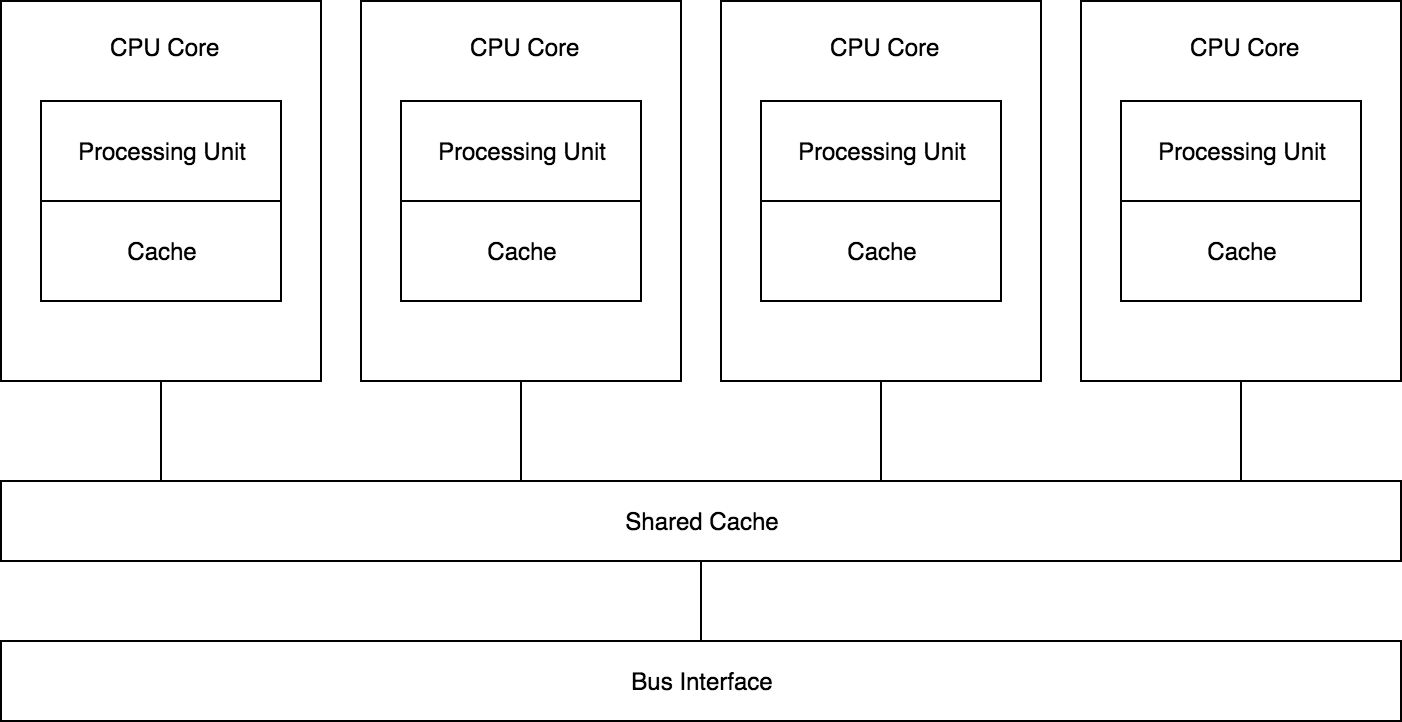 CPU Core
CPU Core
CPU Core
CPU Core
Processing Unit
Processing Unit
Processing Unit
Processing Unit
Cache
Cache
Cache
Cache
Shared Cache
Bus Interface